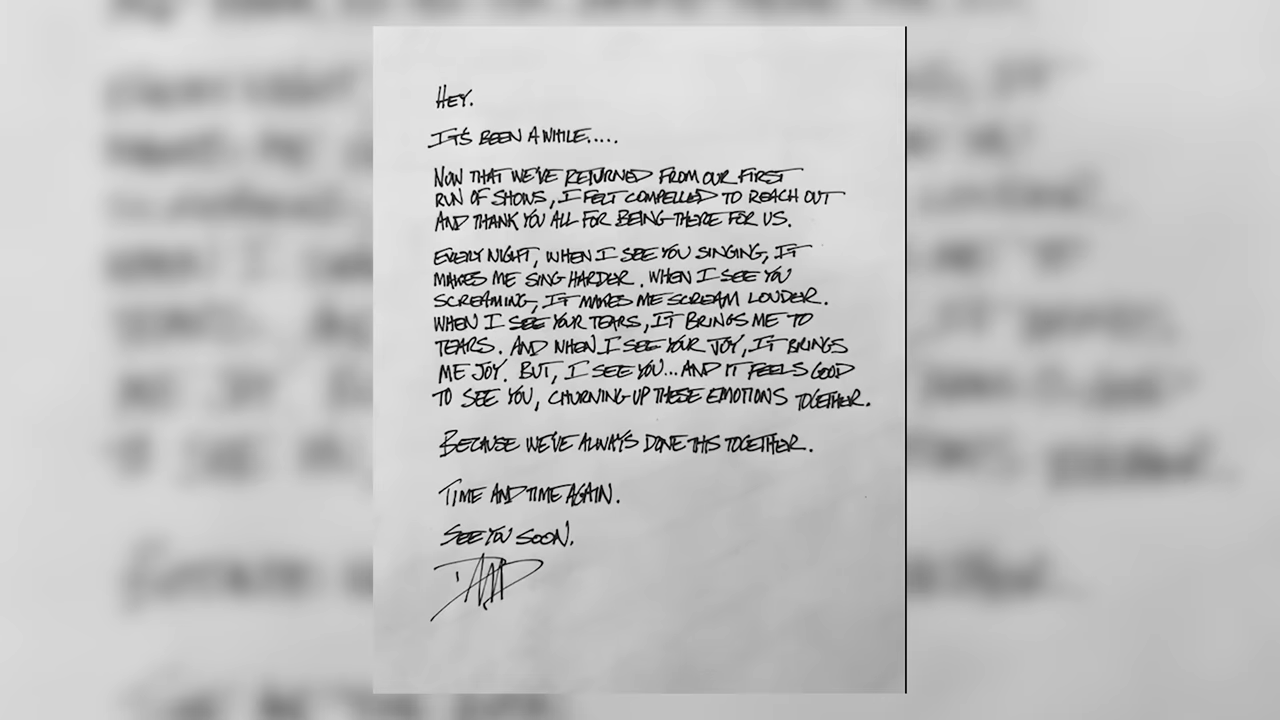 HEY.
IT'S BEEN A WHILE.....
NOW THAT WE'VE RETURNED FROM OUR FIRST
RUN OF SHOWS, I FELT COMPELLED TO REACH OUT
AND THANK YOU ALL FOR BEING THERE FOR US.
EVERY NIGHT, WHEN I SEE YOU SINGING, IT
MAKES ME SING HARDER. WHEN I SEE YOU
SCREAMING, IT MAKES ME SCREAM LOUDER.
WHEN I SEE YOUR TEARS, IT BRINGS ME TO
TEARS. AND WHEN I SEE YOUR JOY, IT BRINGS
ME JOY. BUT, I SEE YOU... AND IT FEELS GOOD
TO SEE YOU, CHURNING UP THESE EMOTIONS TOGETHER.
BECAUSE WE'VE ALWAYS DONE THIS TOGETHER.
TIME AND TIME AGAIN.
SEE YOU SOON.